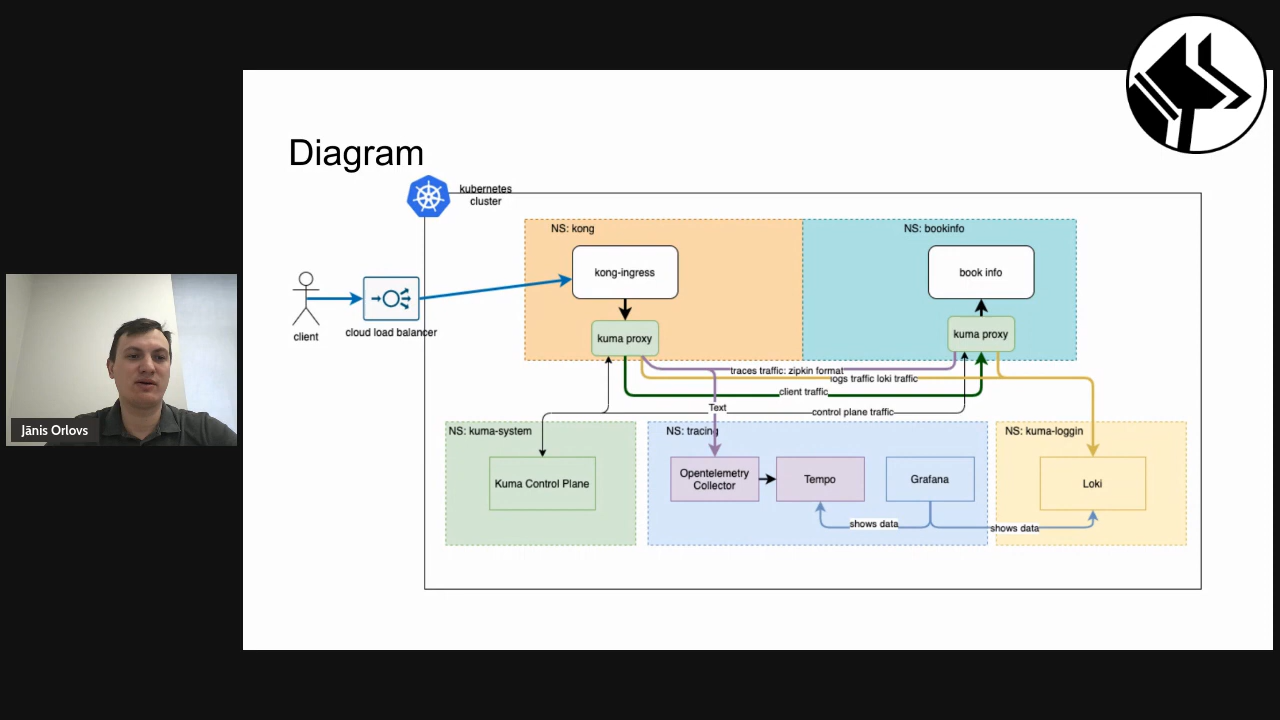 Diagram
kubernetes
cluster
NS: kong
NS: bookinfo
kong-ingress
book info
client
cloud load balancer
kuma proxy
kuma proxy
traces traffic: zipkin format
logs traffic loki traffic
client traffic
Text
control plane traffic
NS: kuma-system
NS: tracing
NS: kuma-loggin
Kuma Control Plane
Opentelemetry
Collector
Tempo
Grafana
Loki
shows data
shows data
Jānis Orlovs